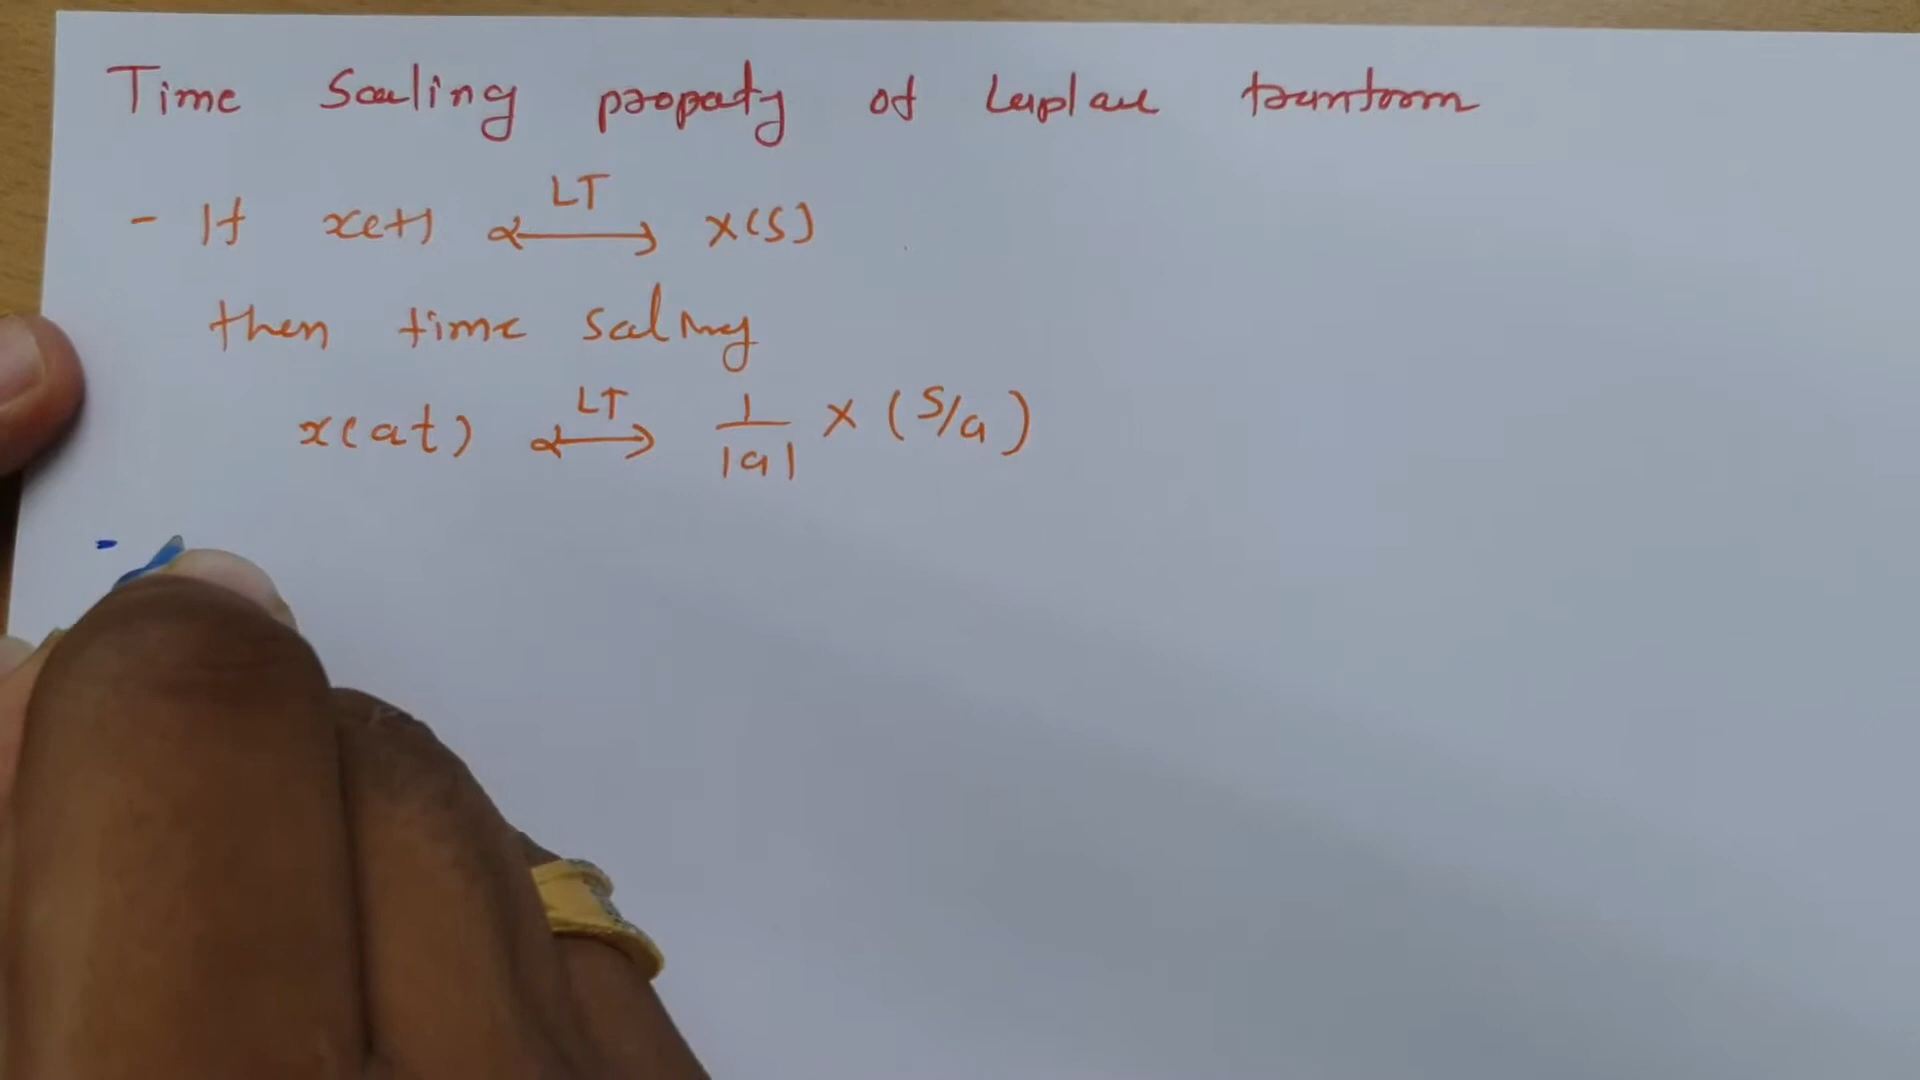 Time Scaling property of Laplace transform
- If x(t) <-LT-> X(S)
then time scaling
x(at) <-LT-> 1/|a| X (S/a)
-